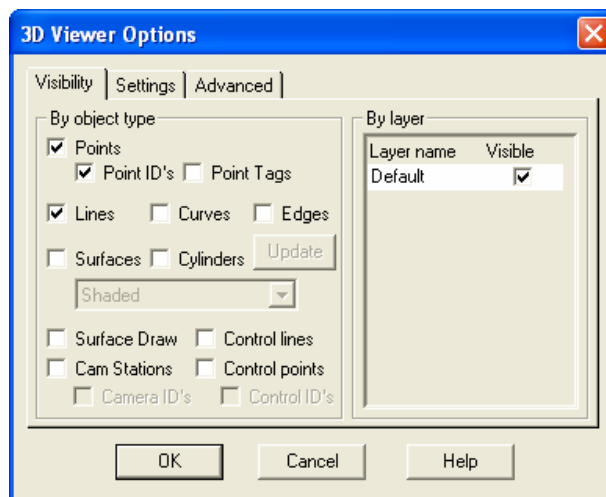 3D Viewer Options
Visibility Settings Advanced
By object type
Points
Point ID's Point Tags
Lines Curves Edges
Surfaces Cylinders Update
Shaded
Surface Draw Control lines
Cam Stations Control points
Camera ID's Control ID's
By layer
Layer name Visible
Default
OK Cancel Help